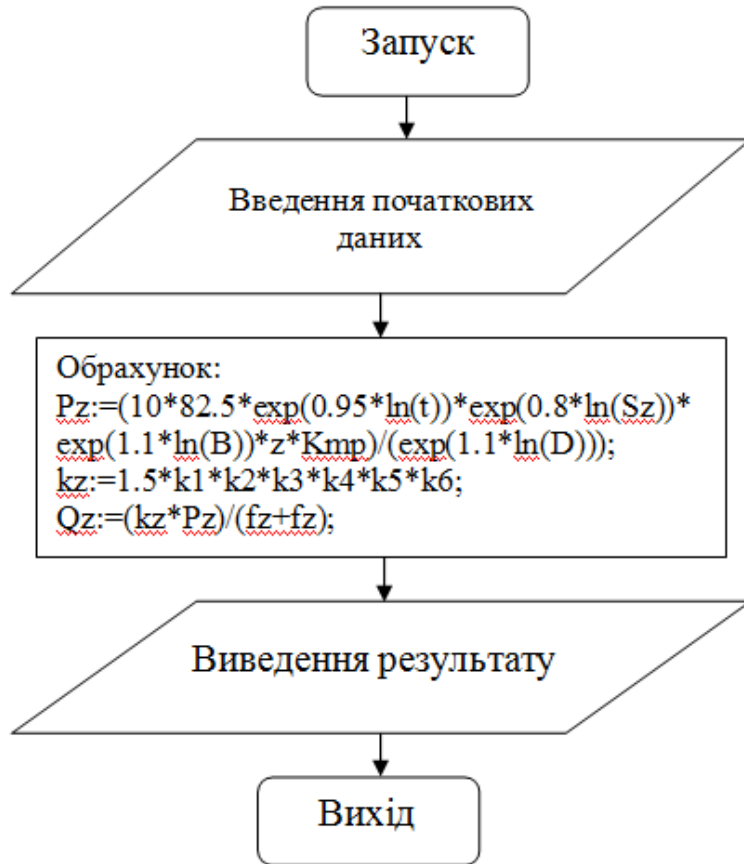 Запуск
Введення початкових
даних
Обрахунок:
Pz:=(10*82.5*exp(0.95*ln(t))*exp(0.8*ln(Sz))*
exp(1.1*ln(B))*z*Kmp)/(exp(1.1*ln(D)));
kz:=1.5*k1*k2*k3*k4*k5*k6;
Qz:=(kz*Pz)/(fz+fz);
Виведення результату
Вихід